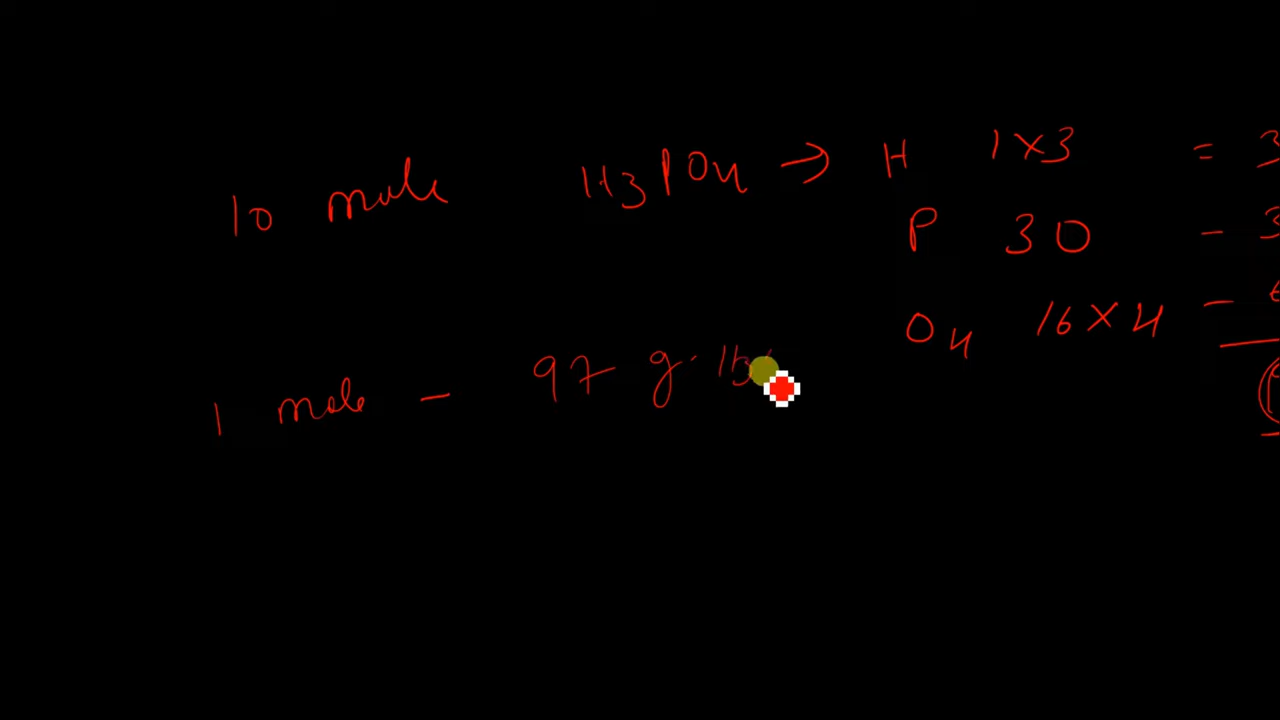 10 mole H3PO4 → H 1×3 = 3
P 30 - 3
O4 16×4 -
1 mole - 97 g.